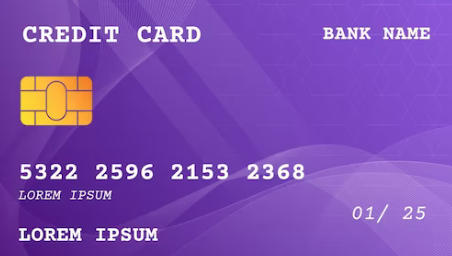 CREDIT CARD
BANK NAME
5322 2596 2153 2368
LOREM IPSUM
01/ 25
LOREM IPSUM